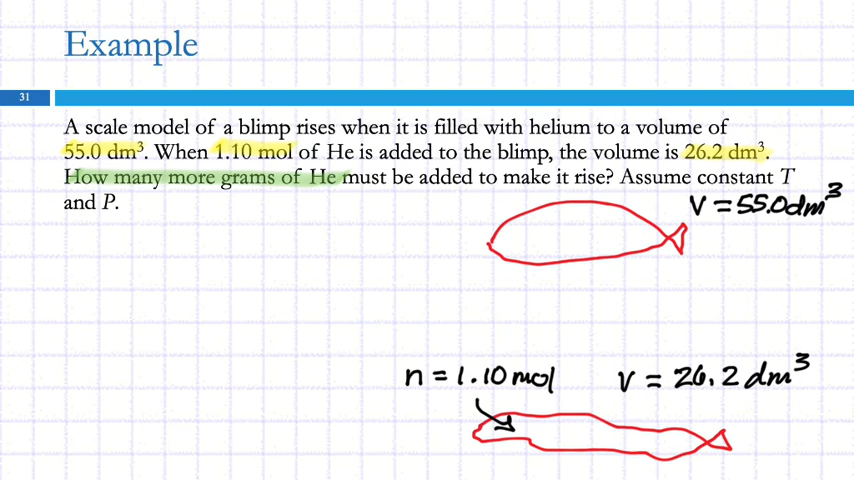 Example
31
A scale model of a blimp rises when it is filled with helium to a volume of
55.0 dm³. When 1.10 mol of He is added to the blimp, the volume is 26.2 dm³.
How many more grams of He must be added to make it rise? Assume constant T
and P.
V = 55.0 dm³
n = 1.10 mol V = 26.2 dm³